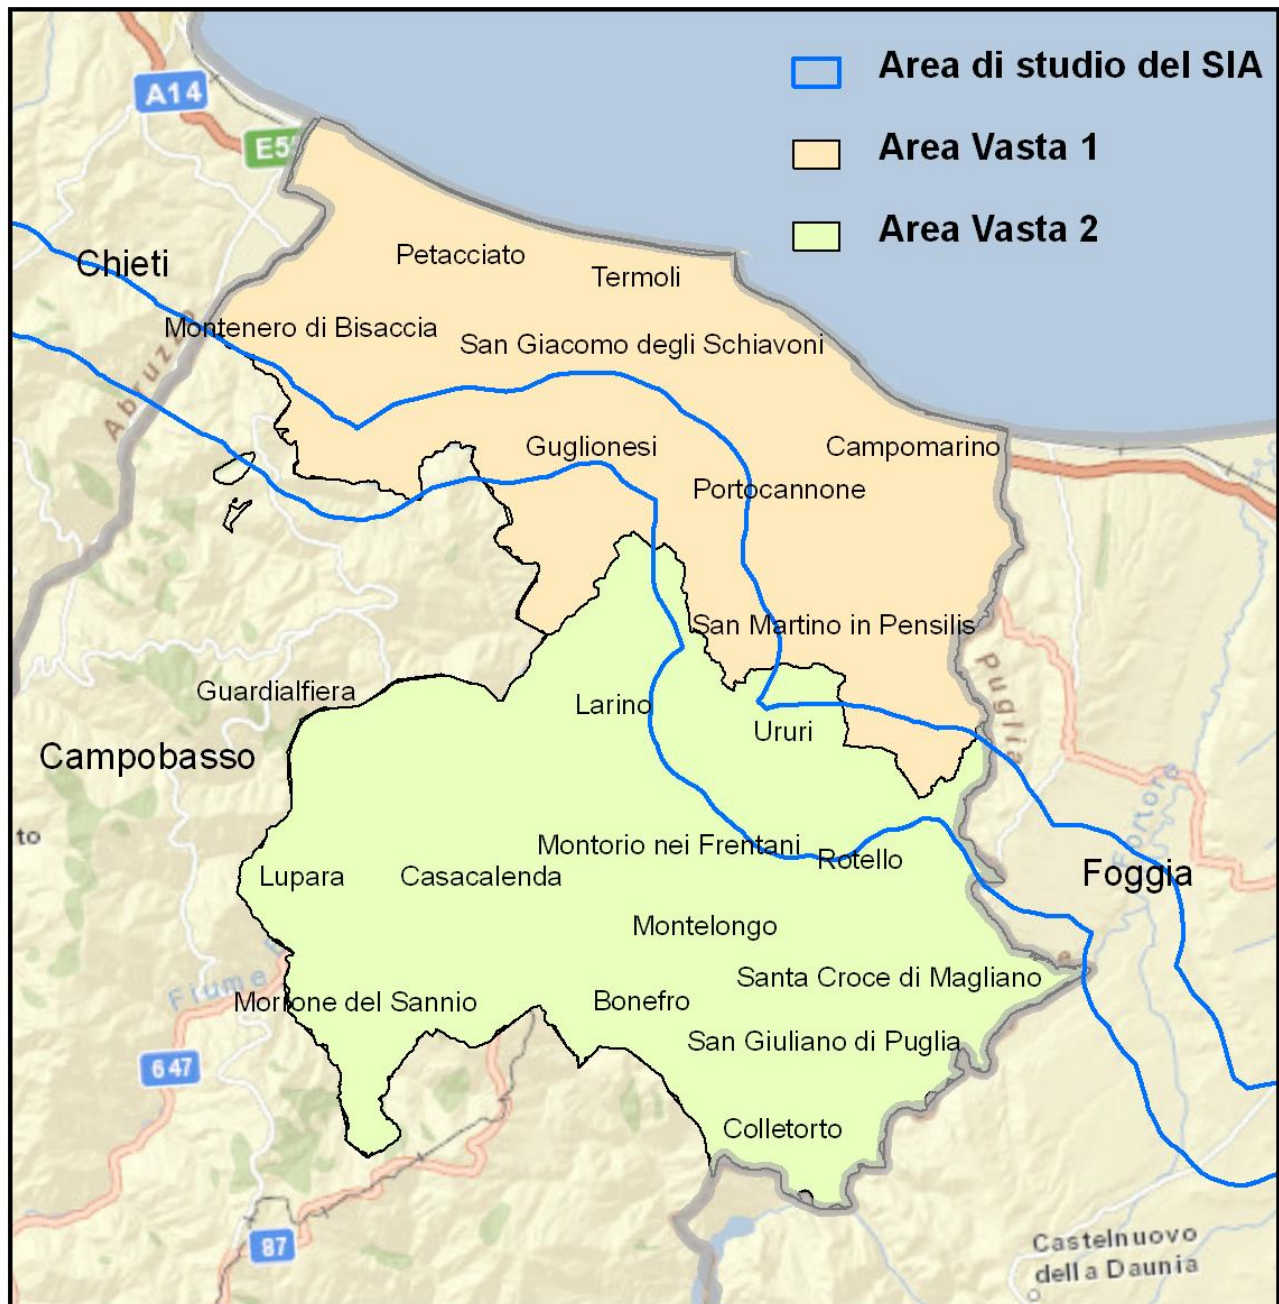 Area di studio del SIA
A14
Area Vasta 1
E55
Area Vasta 2
Petacciato
Chieti
Termoli
Montenero di Bisaccia
San Giacomo degli Schiavoni
Abruzzo
Guglionesi
Campomarino
Portocannone
San Martino in Pensilis
Puglia
Guardialfiera
Larino
Ururi
Campobasso
Fortore
to
Montorio nei Frentani
Rotello
Foggia
Lupara
Casacalenda
Montelongo
Santa Croce di Magliano
Fiume
Morrone del Sannio
Bonefro
San Giuliano di Puglia
647
Colletorto
87
Castelnuovo
della Daunia